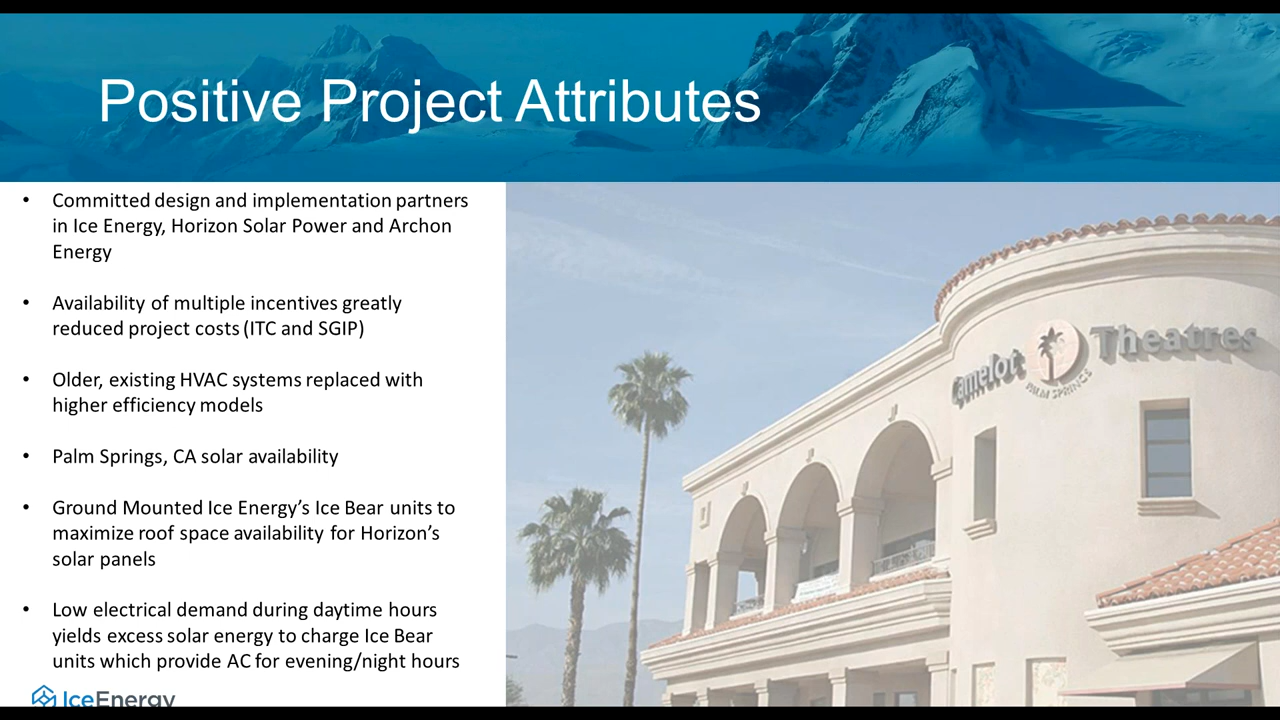 Positive Project Attributes
• Committed design and implementation partners
in Ice Energy, Horizon Solar Power and Archon
Energy
• Availability of multiple incentives greatly
reduced project costs (ITC and SGIP)
• Older, existing HVAC systems replaced with
higher efficiency models
• Palm Springs, CA solar availability
• Ground Mounted Ice Energy’s Ice Bear units to
maximize roof space availability for Horizon’s
solar panels
• Low electrical demand during daytime hours
yields excess solar energy to charge Ice Bear
units which provide AC for evening/night hours
IceEnergy
Camelot Theatres
PALM SPRINGS